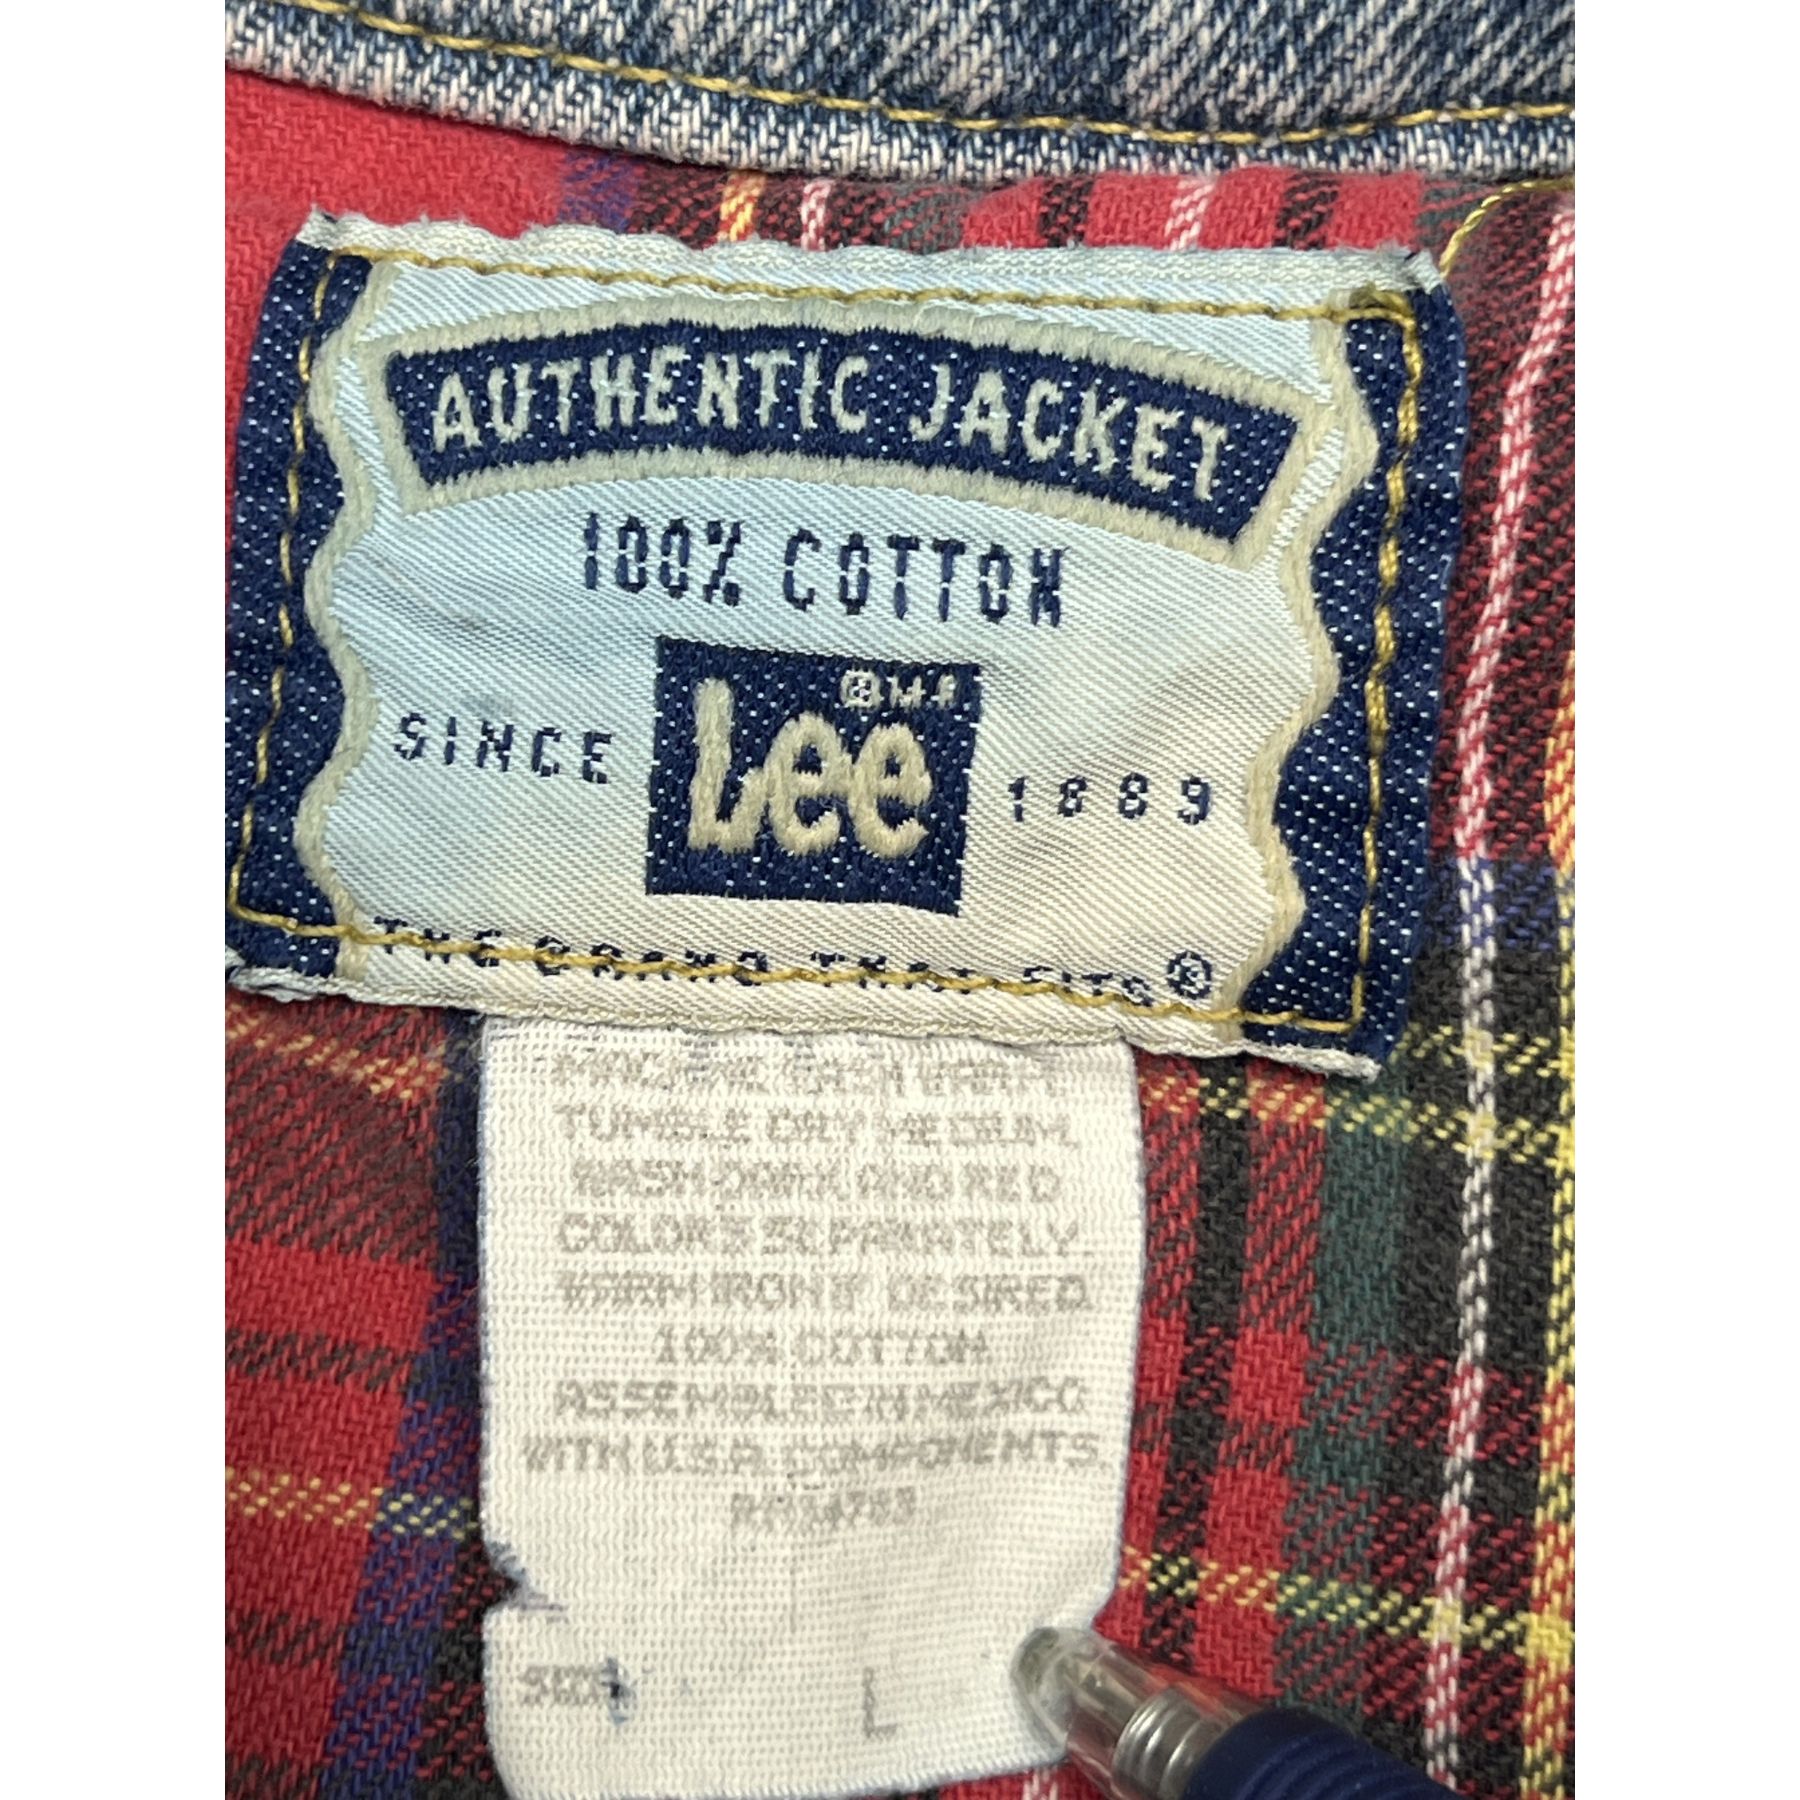 AUTHENTIC JACKET
100% COTTON
® M.R.
Lee
SINCE 1889
THE BRAND THAT FITS®
TUMBLE DRY MEDIUM.
WASH DARK AND RED
COLORS SEPARATELY.
WARM IRON IF DESIRED.
100% COTTON
ASSEMBLED IN MEXICO
WITH U.S.A. COMPONENTS
SIZE L